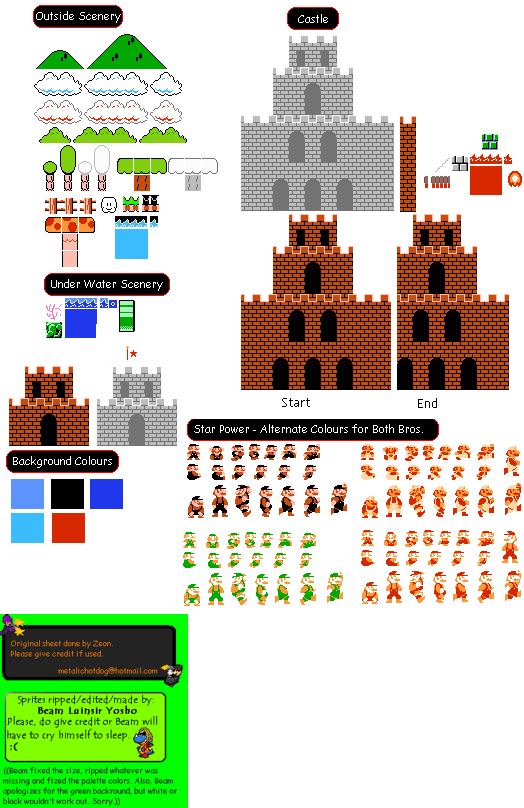 Outside Scenery
Castle
Under Water Scenery
Start
End
Star Power - Alternate Colours for Both Bros.
Background Colours
Original sheet done by Zeon.
Please give credit if used.
metalichotdog@hotmail.com
Sprites ripped/edited/made by:
Beam Luinsir Yosho
Please, do give credit or Beam will
have to cry himself to sleep.
:(
((Beam fixed the size, ripped whatever was
missing and fized the palette colors. Also, Beam
apologizes for the green background, but white or
black wouldn't work out. Sorry.))